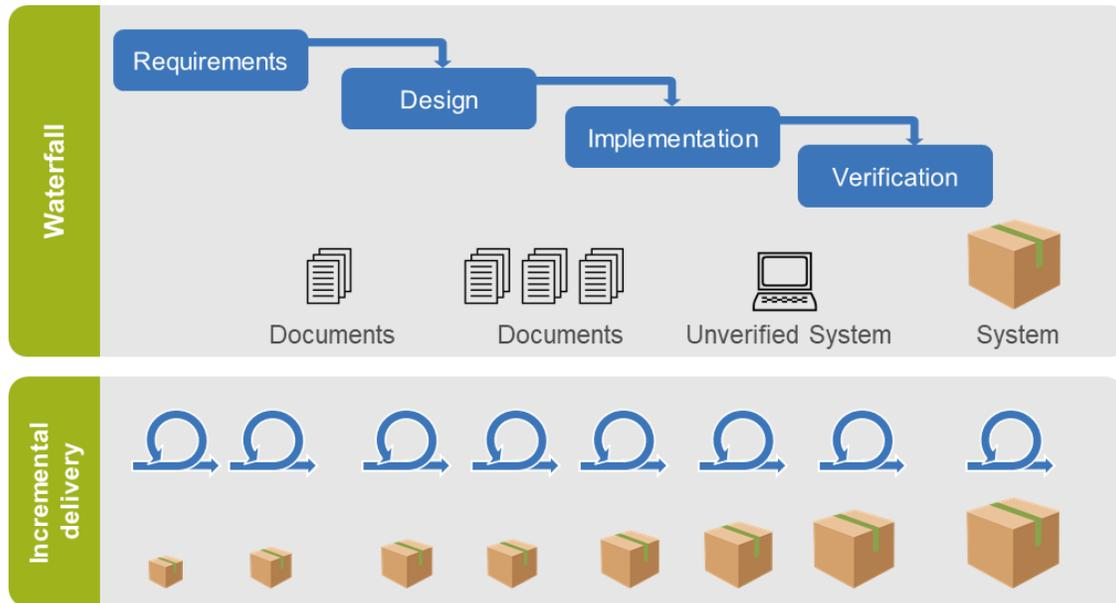 Waterfall
Requirements
Design
Implementation
Verification
Documents
Documents
Unverified System
System
Incremental
delivery